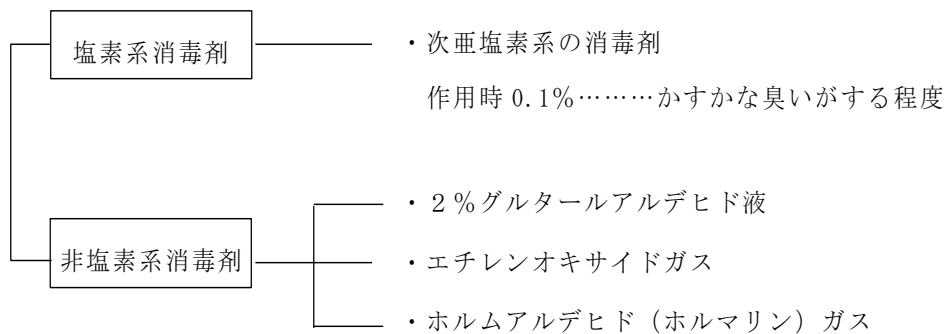 塩素系消毒剤
・次亜塩素系の消毒剤
作用時 0.1%………かすかな臭いがする程度
非塩素系消毒剤
・２％グルタールアルデヒド液
・エチレンオキサイドガス
・ホルムアルデヒド（ホルマリン）ガス